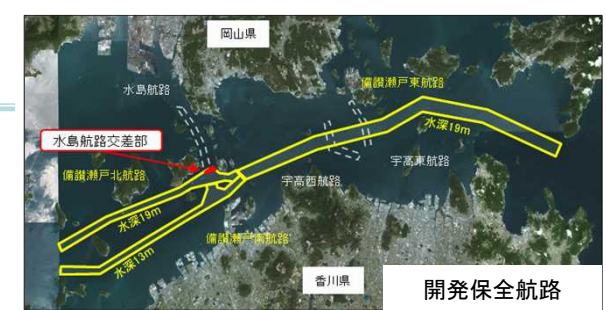 岡山県
水島航路
備讃瀬戸東航路
水深19m
水島航路交差部
宇高東航路
備讃瀬戸北航路
宇高西航路
水深19m
備讃瀬戸南航路
水深13m
香川県
開発保全航路